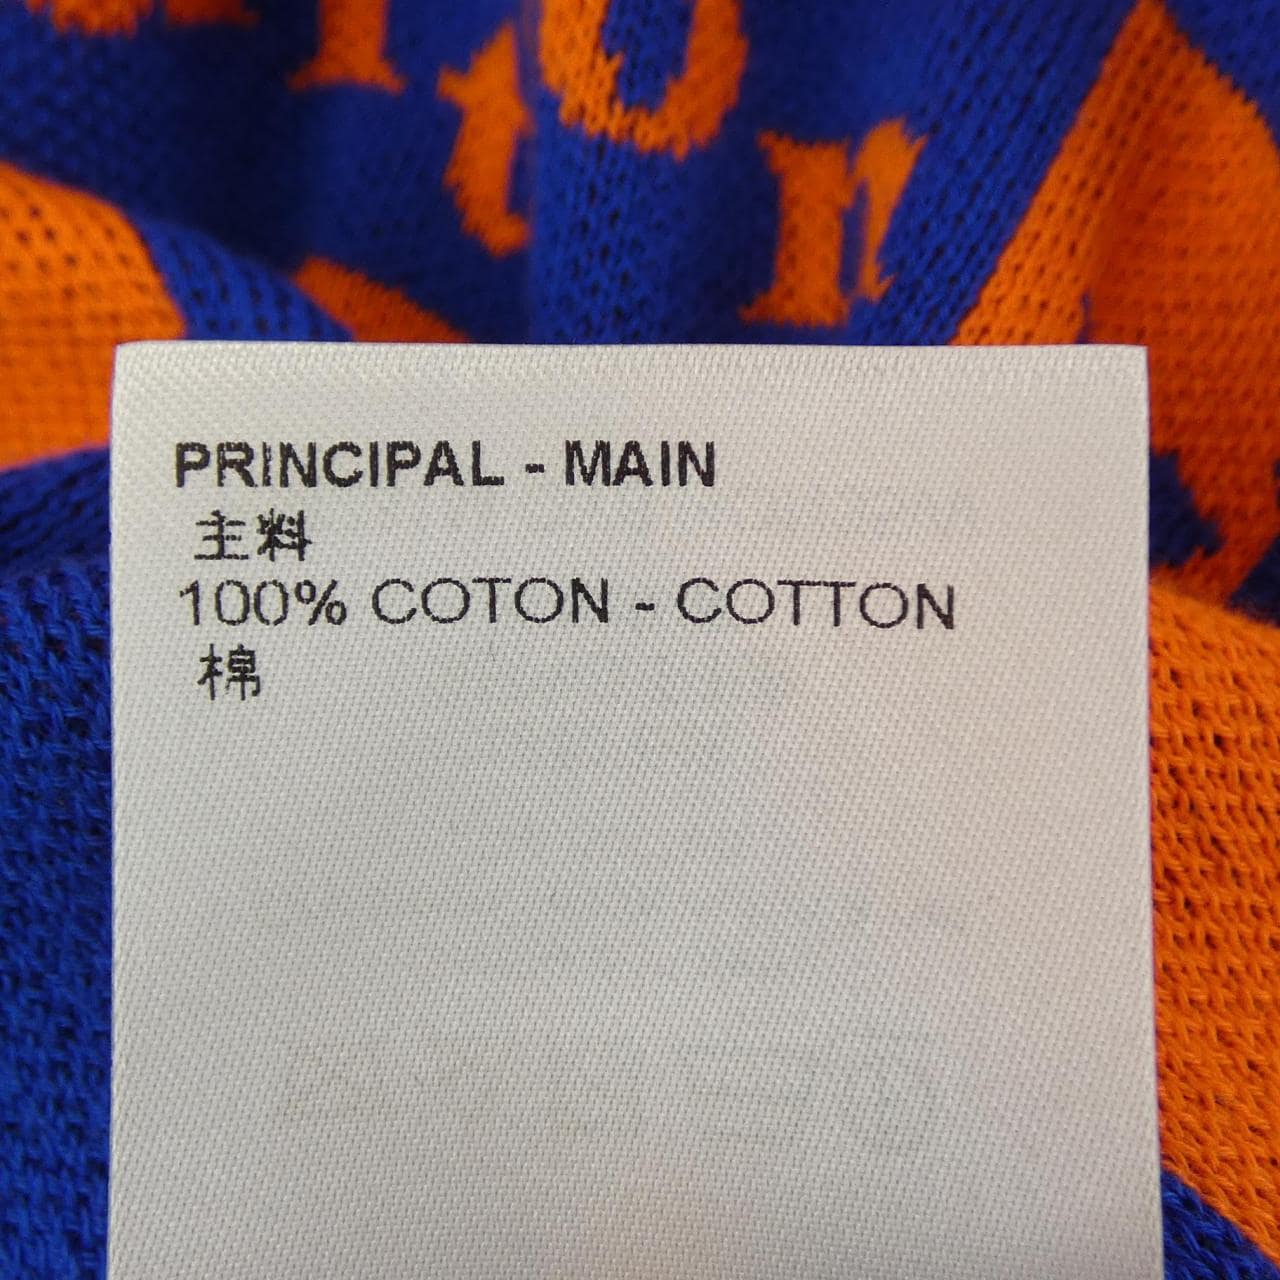 PRINCIPAL - MAIN
主料
100% COTON - COTTON
棉